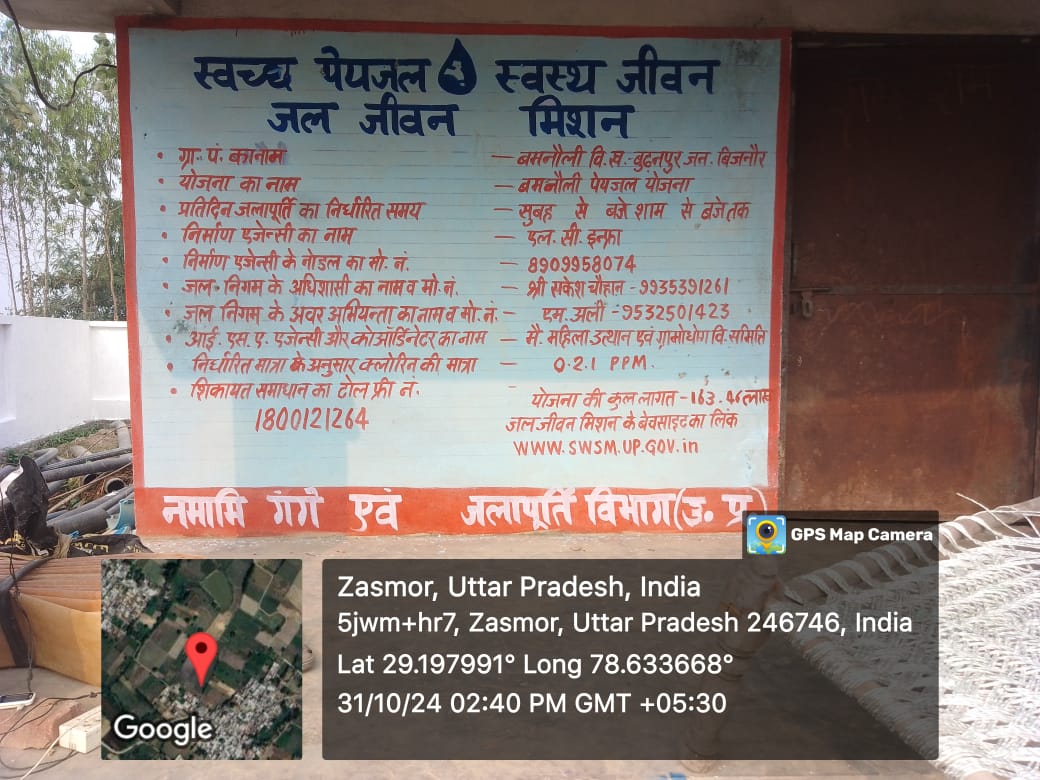 स्वच्छ पेयजल स्वस्थ जीवन
जल जीवन मिशन
• ग्रा. पं. का नाम — बमनौली वि.ख.-बुढ़नपुर जन. बिजनौर
• योजना का नाम — बमनौली पेयजल योजना
• प्रतिदिन जलापूर्ति का निर्धारित समय — सुबह से बजे शाम से बजे तक
• निर्माण एजेन्सी का नाम — एल. सी. इन्फ्रा
• निर्माण एजेन्सी के नोडल का मो. नं. — 8909958074
• जल-निगम के अधिशासी का नाम व मो. नं. — श्री राकेश चौहान - 9935391261
• जल निगम के अवर अभियन्ता का नाम व मो. नं. — एम. अली - 9532501423
• आई. एस. ए. एजेन्सी और कोऑर्डिनेटर का नाम — मै. महिला उत्थान एवं ग्रामोधोग वि. समिति
• निर्धारित मात्रा के अनुसार क्लोरिन की मात्रा — 0.2.1 PPM.
• शिकायत समाधान का टोल फ्री नं.
योजना की कुल लागत - 163.46 लाख
1800121264
जल जीवन मिशन के बेवसाइट का लिंक
WWW.SWSM.UP.GOV.in
नमामि गंगे एवं जलापूर्ति विभाग (उ. प्र)
GPS Map Camera
Zasmor, Uttar Pradesh, India
5jwm+hr7, Zasmor, Uttar Pradesh 246746, India
Lat 29.197991° Long 78.633668°
31/10/24 02:40 PM GMT +05:30
Google